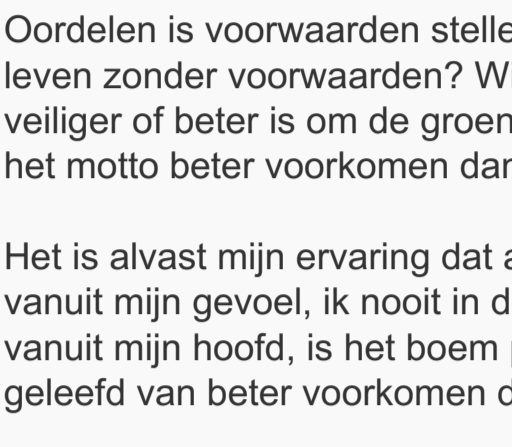 Oordelen is voorwaarden stelle
leven zonder voorwaarden? Wi
veiliger of beter is om de groen
het motto beter voorkomen dan
Het is alvast mijn ervaring dat a
vanuit mijn gevoel, ik nooit in d
vanuit mijn hoofd, is het boem
geleefd van beter voorkomen d